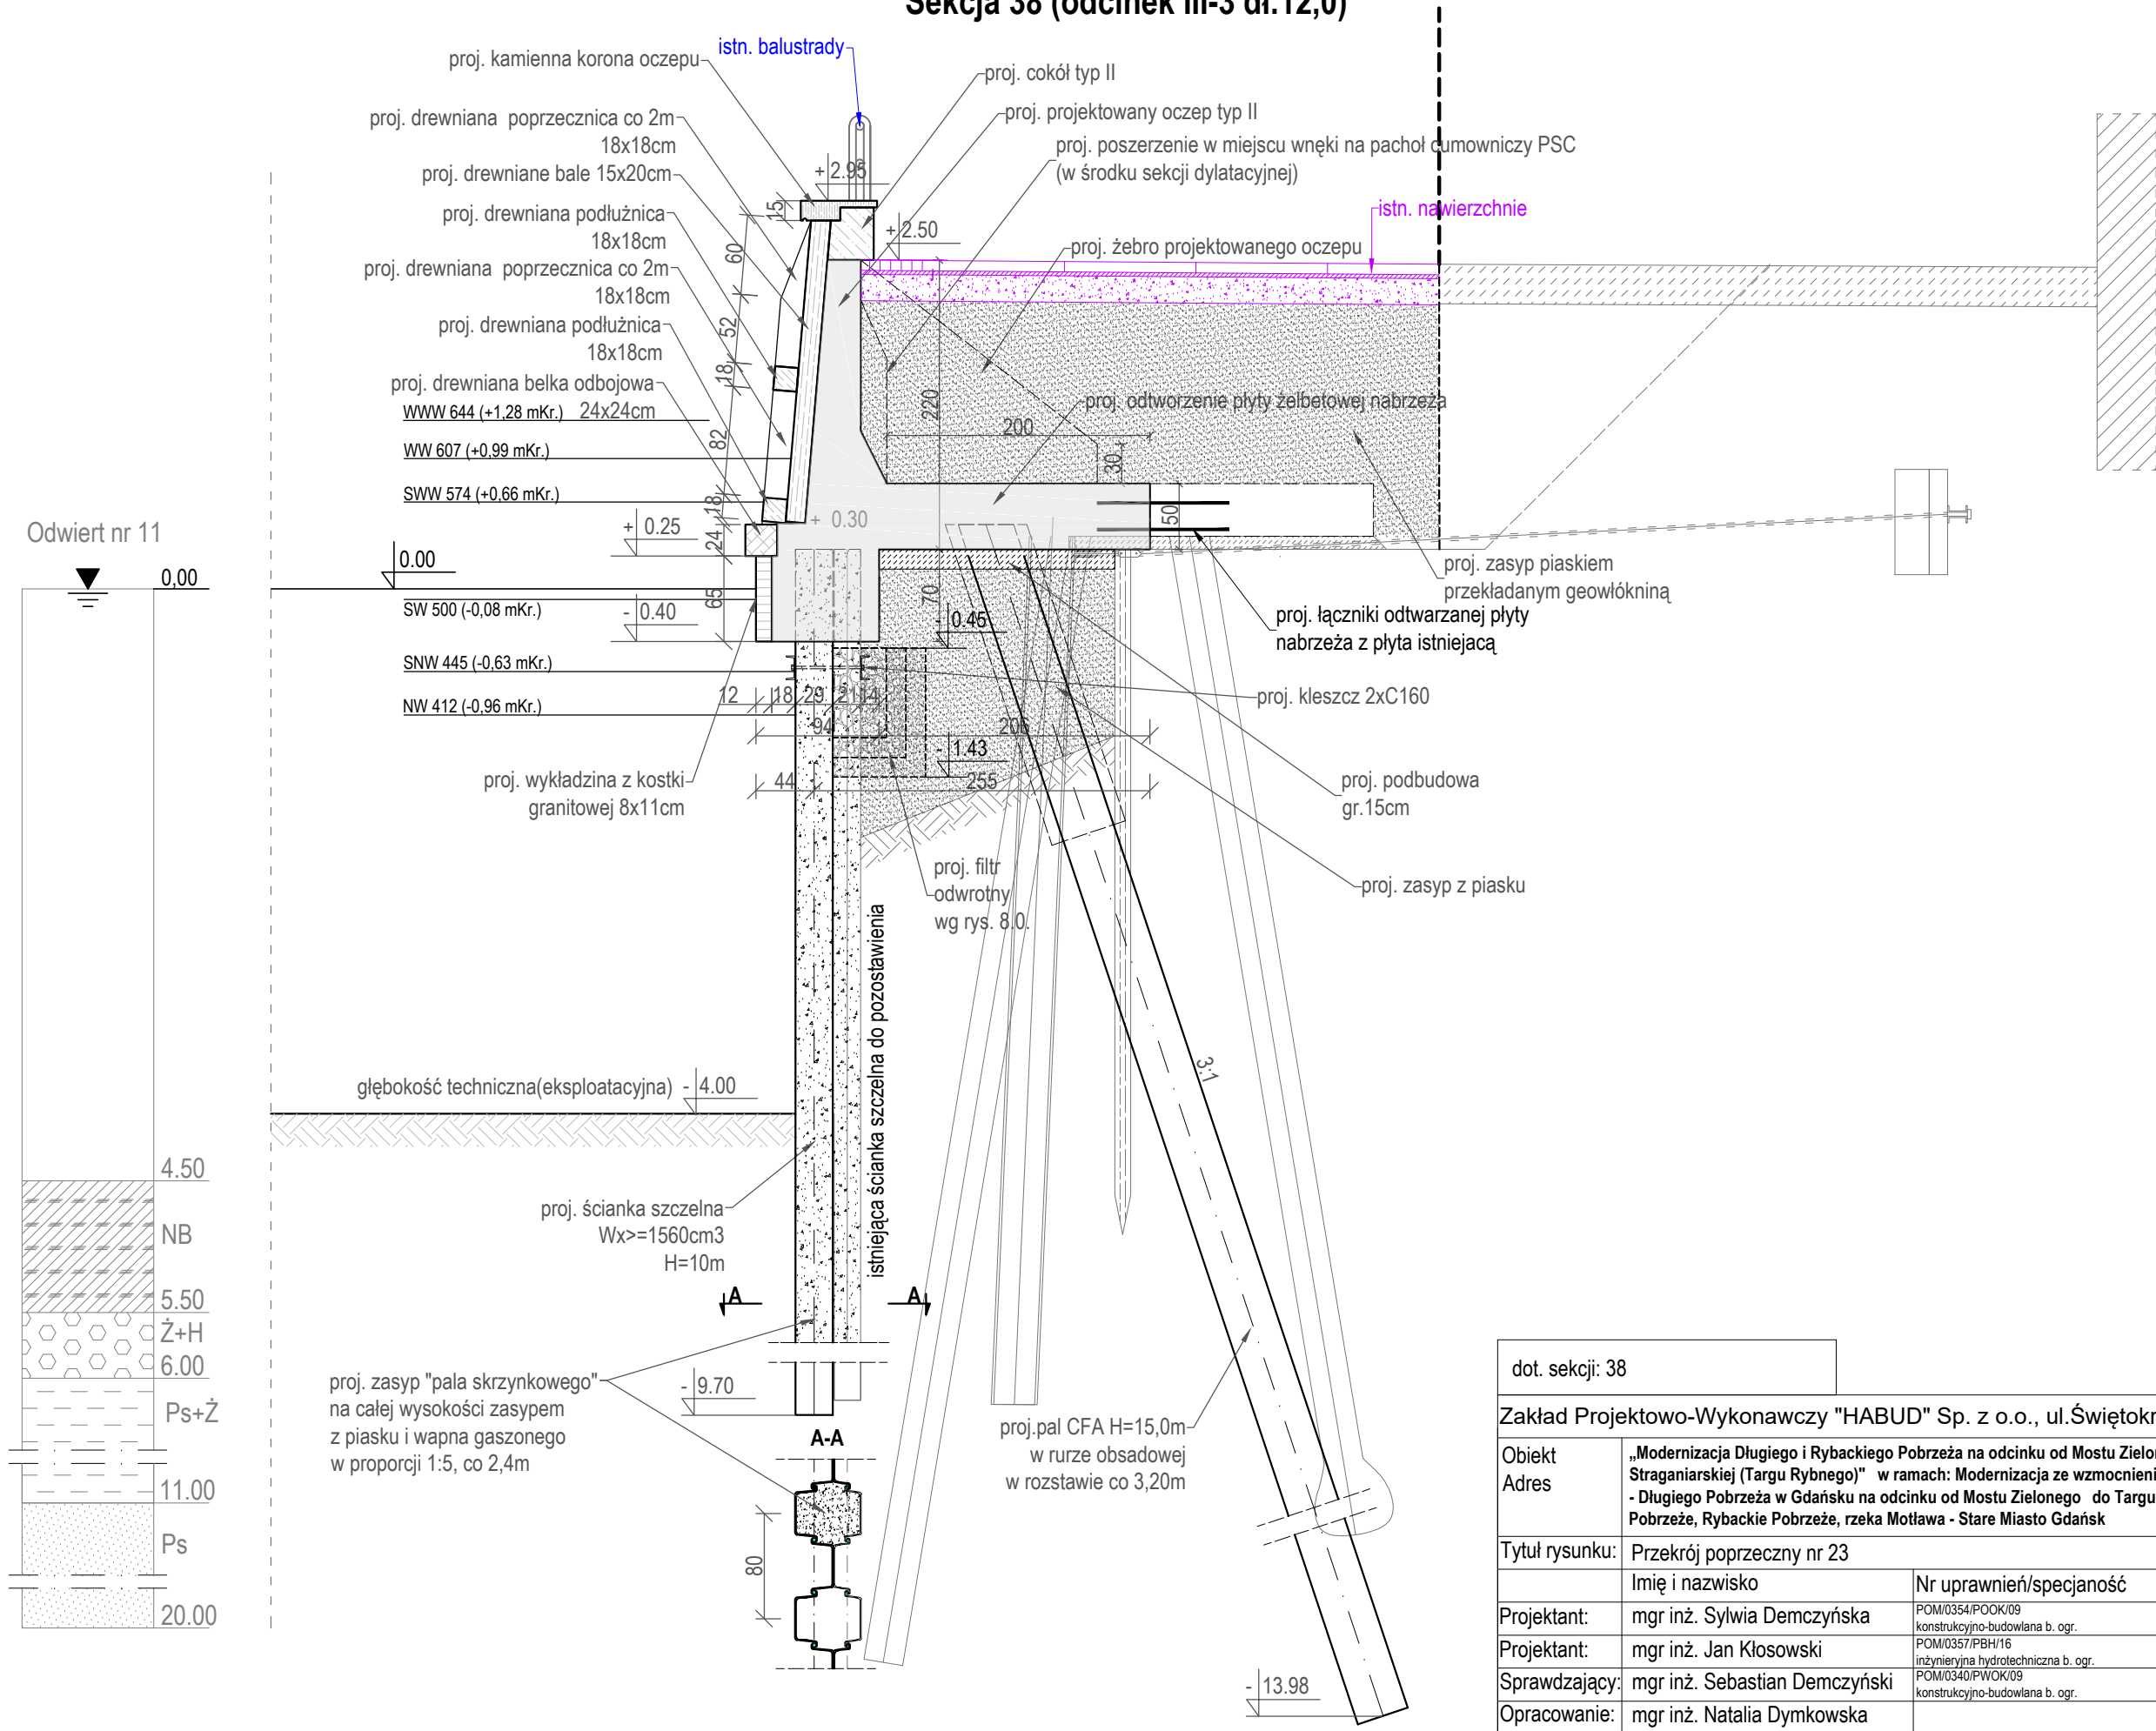 Sekcja 38 (odcinek III-3 dł.12,0)
istn. balustrady
proj. kamienna korona oczepu
proj. cokół typ II
proj. drewniana poprzecznica co 2m
18x18cm
proj. projektowany oczep typ II
proj. poszerzenie w miejscu wnęki na pachoł cumowniczy PSC
(w środku sekcji dylatacyjnej)
proj. drewniane bale 15x20cm
+ 2.95
15
proj. drewniana podłużnica
18x18cm
istn. nawierzchnie
+ 2.50
60
proj. żebro projektowanego oczepu
proj. drewniana poprzecznica co 2m
18x18cm
52
proj. drewniana podłużnica
18x18cm
18
proj. drewniana belka odbojowa
24x24cm
WWW 644 (+1,28 mKr.)
220
proj. odtworzenie płyty żelbetowej nabrzeża
200
82
WW 607 (+0,99 mKr.)
30
SWW 574 (+0,66 mKr.)
18
50
Odwiert nr 11
+ 0.25
+ 0.30
24
0.00
0,00
proj. zasyp piaskiem
przekładanym geowłókniną
SW 500 (-0,08 mKr.)
65
70
- 0.40
- 0.45
proj. łączniki odtwarzanej płyty
nabrzeża z płyta istniejacą
SNW 445 (-0,63 mKr.)
NW 412 (-0,96 mKr.)
12
18
29
21
14
proj. kleszcz 2xC160
94
206
- 1.43
44
255
proj. wykładzina z kostki
granitowej 8x11cm
proj. podbudowa
gr.15cm
proj. filtr
odwrotny
wg rys. 8.0.
proj. zasyp z piasku
istniejąca ścianka szczelna do pozostawienia
3:1
głębokość techniczna(eksploatacyjna)
- 4.00
4.50
NB
5.50
Ż+H
6.00
Ps+Ż
11.00
Ps
20.00
proj. ścianka szczelna
Wx>=1560cm3
H=10m
A
A
proj. zasyp "pala skrzynkowego"
na całej wysokości zasypem
z piasku i wapna gaszonego
w proporcji 1:5, co 2,4m
- 9.70
A-A
80
proj.pal CFA H=15,0m
w rurze obsadowej
w rozstawie co 3,20m
- 13.98
dot. sekcji: 38
Zakład Projektowo-Wykonawczy "HABUD" Sp. z o.o., ul.Świętokr
Obiekt
Adres
„Modernizacja Długiego i Rybackiego Pobrzeża na odcinku od Mostu Zielon
Straganiarskiej (Targu Rybnego)" w ramach: Modernizacja ze wzmocnieni
- Długiego Pobrzeża w Gdańsku na odcinku od Mostu Zielonego do Targu
Pobrzeże, Rybackie Pobrzeże, rzeka Motława - Stare Miasto Gdańsk
Tytuł rysunku: Przekrój poprzeczny nr 23
Imię i nazwisko Nr uprawnień/specjaność
Projektant: mgr inż. Sylwia Demczyńska POM/0354/POOK/09
konstrukcyjno-budowlana b. ogr.
Projektant: mgr inż. Jan Kłosowski POM/0357/PBH/16
inżynieryjna hydrotechniczna b. ogr.
Sprawdzający: mgr inż. Sebastian Demczyński POM/0340/PWOK/09
konstrukcyjno-budowlana b. ogr.
Opracowanie: mgr inż. Natalia Dymkowska